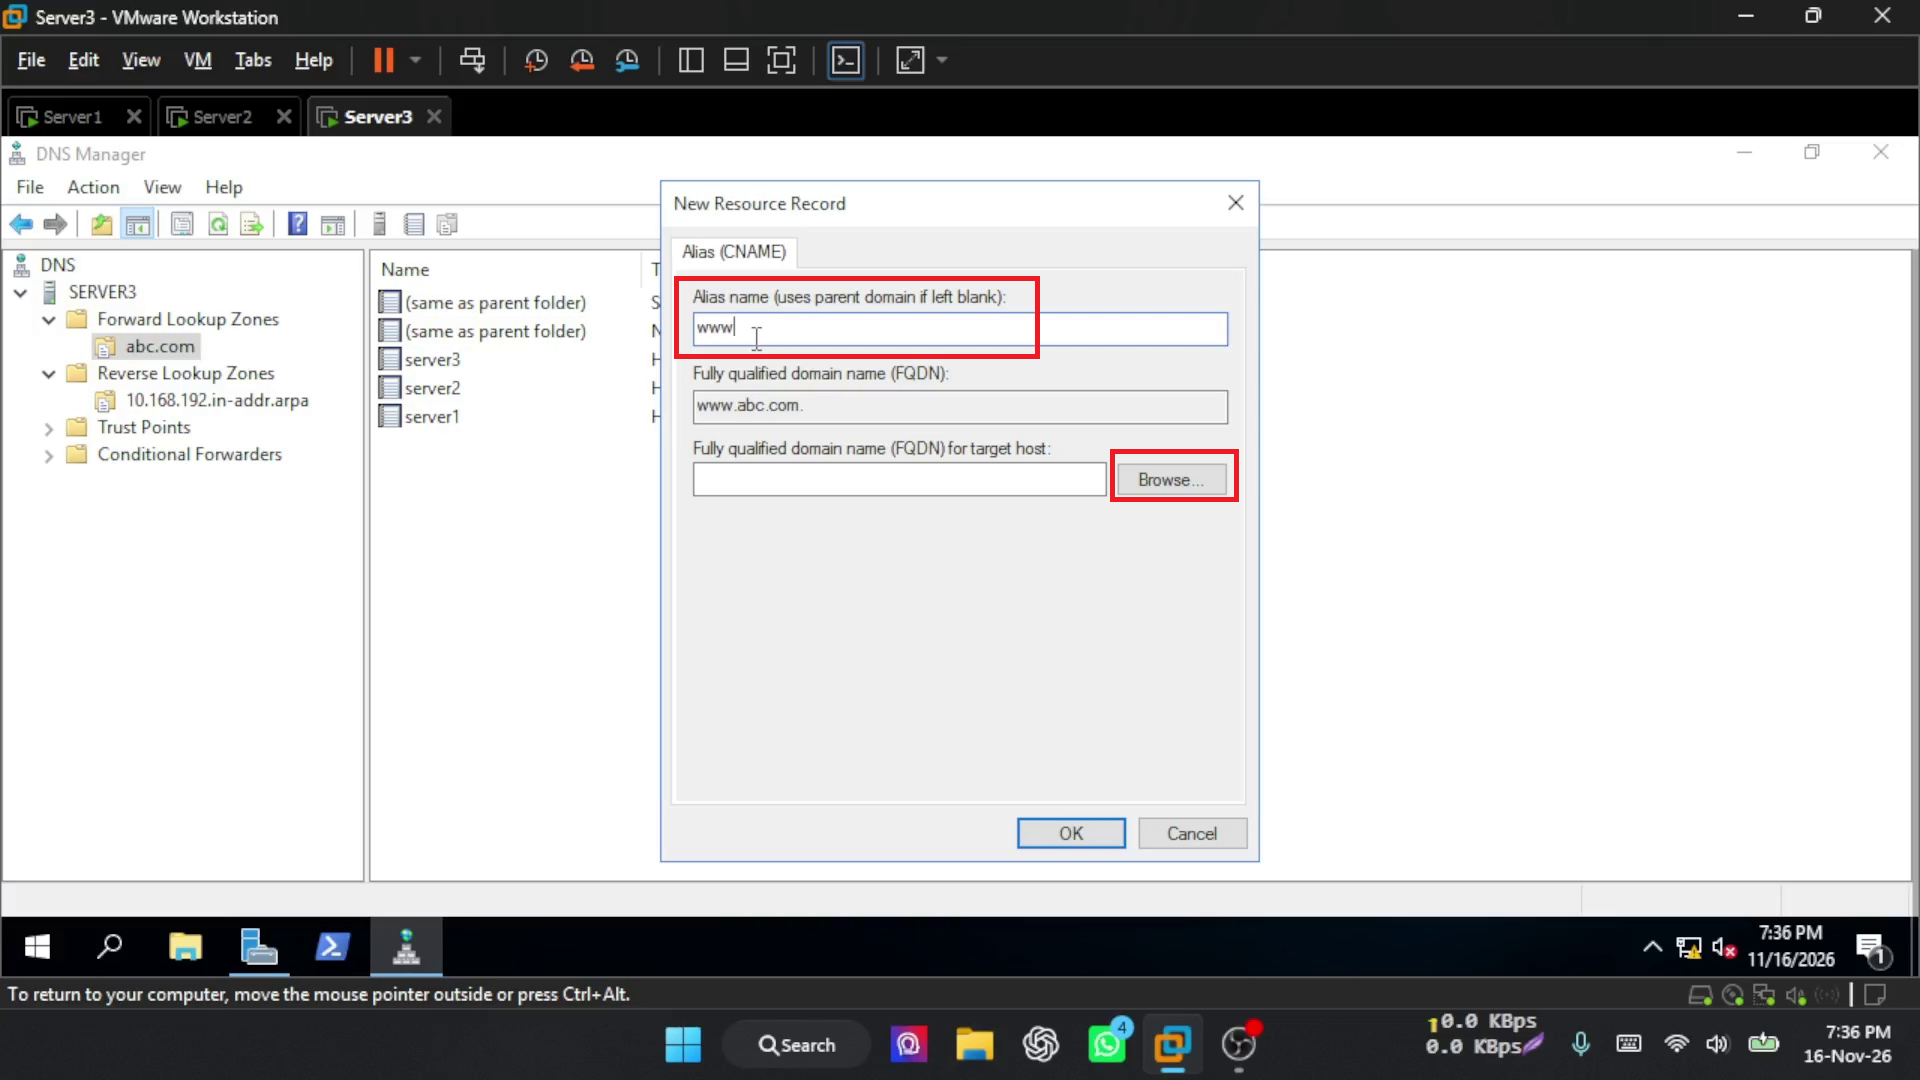 Server3 - VMware Workstation
File Edit View VM Tabs Help
Server1 Server2 Server3
DNS Manager
File Action View Help
New Resource Record
Alias (CNAME)
DNS
SERVER3
Forward Lookup Zones
abc.com
Reverse Lookup Zones
10.168.192.in-addr.arpa
Trust Points
Conditional Forwarders
Name T
(same as parent folder) S
(same as parent folder) N
server3 H
server2 H
server1 H
Alias name (uses parent domain if left blank):
www
Fully qualified domain name (FQDN):
www.abc.com.
Fully qualified domain name (FQDN) for target host:
Browse...
OK Cancel
7:36 PM
11/16/2026
1
To return to your computer, move the mouse pointer outside or press Ctrl+Alt.
Search
4
0.0 KBps
0.0 KBps
7:36 PM
16-Nov-26